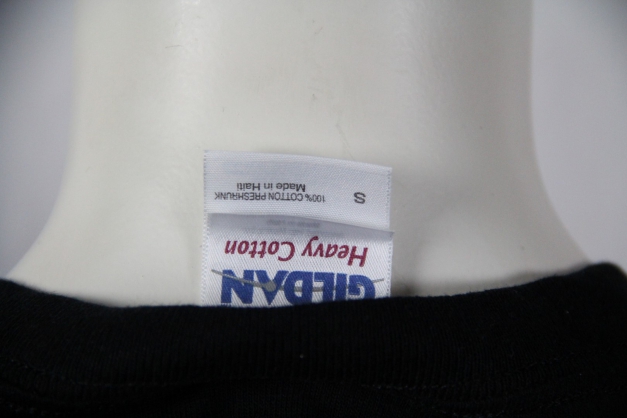 GILDAN
Heavy Cotton
S
100% COTTON PRESHRUNK
Made in Haiti